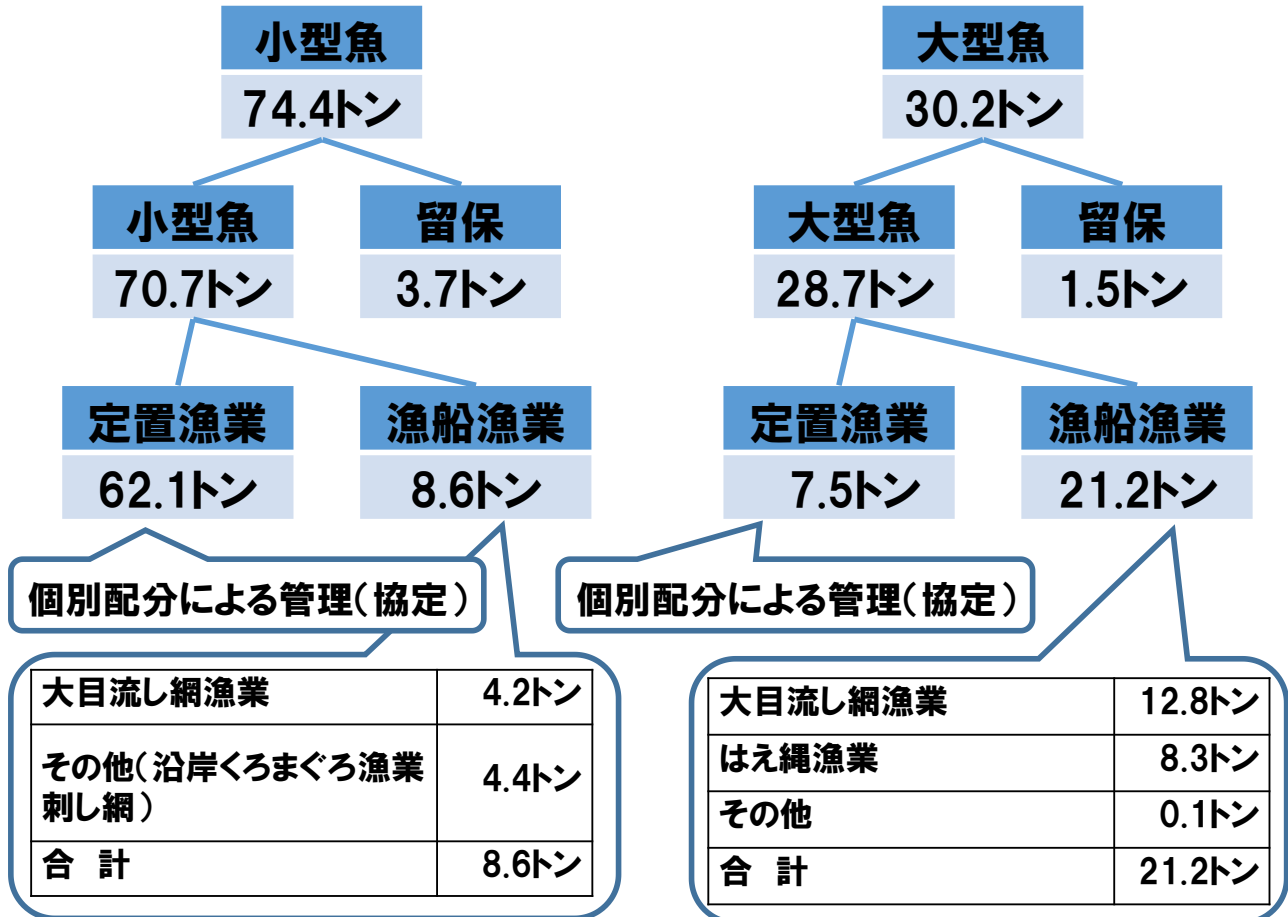 小型魚
74.4トン
大型魚
30.2トン
小型魚
70.7トン
留保
3.7トン
大型魚
28.7トン
留保
1.5トン
定置漁業
62.1トン
漁船漁業
8.6トン
定置漁業
7.5トン
漁船漁業
21.2トン
個別配分による管理(協定)
個別配分による管理(協定)
大目流し網漁業 4.2トン
その他(沿岸くろまぐろ漁業
刺し網) 4.4トン
合 計 8.6トン
大目流し網漁業 12.8トン
はえ縄漁業 8.3トン
その他 0.1トン
合 計 21.2トン